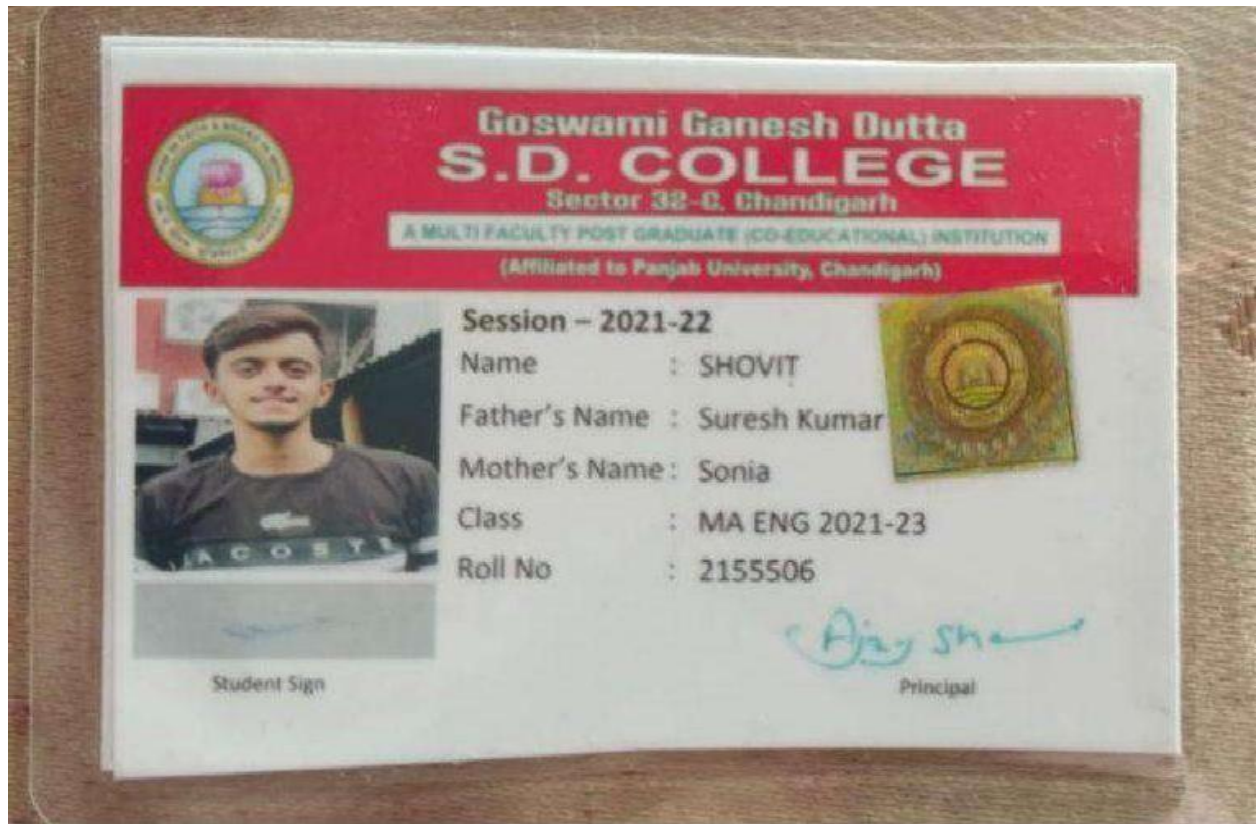 Goswami Ganesh Dutta
S.D. COLLEGE
Sector 32-C, Chandigarh
A MULTI FACULTY POST GRADUATE (CO-EDUCATIONAL) INSTITUTION
(Affiliated to Panjab University, Chandigarh)
Session – 2021-22
Name : SHOVIT
Father's Name : Suresh Kumar
Mother's Name : Sonia
Class : MA ENG 2021-23
Roll No : 2155506
LACOSTE
Student Sign
Principal